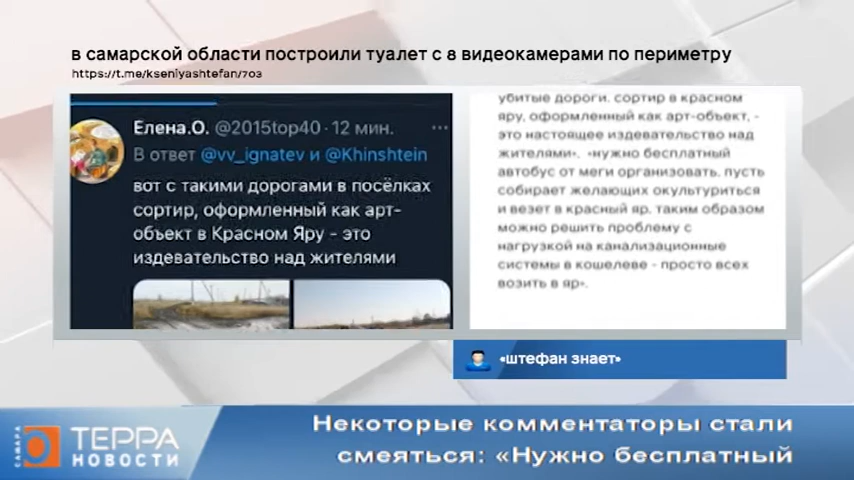 в самарской области построили туалет с 8 видеокамерами по периметру
https://t.me/kseniyashtefan/703
Елена.О. @2015top40 · 12 мин. ···
В ответ @vv_ignatev и @Khinshtein
вот с такими дорогами в посёлках
сортир, оформленный как арт-
объект в Красном Яру - это
издевательство над жителями
убитые дороги. сортир в красном
яру, оформленный как арт-объект, -
это настоящее издевательство над
жителями». «нужно бесплатный
автобус от меги организовать. пусть
собирает желающих окультуриться
и везет в красный яр. таким образом
можно решить проблему с
нагрузкой на канализационные
системы в кошелеве - просто всех
возить в яр».
«штефан знает»
САМАРА
ТЕРРА
НОВОСТИ
Некоторые комментаторы стали
смеяться: «Нужно бесплатный